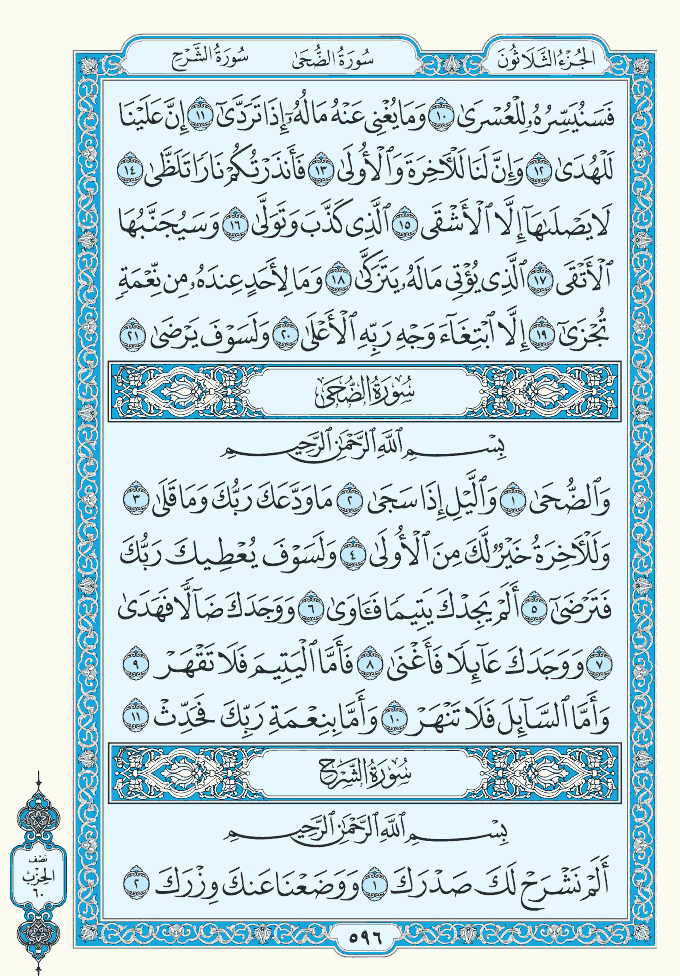 الجُزْءُ الثَّلَاثُونَ
سُورَةُ الضُّحَىٰ سُورَةُ الشَّرْحِ
فَسَنُيَسِّرُهُۥ لِلْعُسْرَىٰ ١٠ وَمَا يُغْنِي عَنْهُ مَالُهُۥٓ إِذَا تَرَدَّىٰٓ ١١ إِنَّ عَلَيْنَا
لَلْهُدَىٰ ١٢ وَإِنَّ لَنَا لَلْأٓخِرَةَ وَٱلْأُولَىٰ ١٣ فَأَنذَرْتُكُمْ نَارًا تَلَظَّىٰ ١٤
لَا يَصْلَىٰهَآ إِلَّا ٱلْأَشْقَى ١٥ ٱلَّذِي كَذَّبَ وَتَوَلَّىٰ ١٦ وَسَيُجَنَّبُهَا
ٱلْأَتْقَى ١٧ ٱلَّذِي يُؤْتِي مَالَهُۥ يَتَزَكَّىٰ ١٨ وَمَا لِأَحَدٍ عِندَهُۥ مِن نِّعْمَةٍ
تُجْزَىٰٓ ١٩ إِلَّا ٱبْتِغَآءَ وَجْهِ رَبِّهِ ٱلْأَعْلَىٰ ٢٠ وَلَسَوْفَ يَرْضَىٰ ٢١
سُورَةُ الضُّحَىٰ
بِسْمِ ٱللَّهِ ٱلرَّحْمَٰنِ ٱلرَّحِيمِ
وَٱلضُّحَىٰ ١ وَٱلَّيْلِ إِذَا سَجَىٰ ٢ مَا وَدَّعَكَ رَبُّكَ وَمَا قَلَىٰ ٣
وَلَلْأٓخِرَةُ خَيْرٌ لَّكَ مِنَ ٱلْأُولَىٰ ٤ وَلَسَوْفَ يُعْطِيكَ رَبُّكَ
فَتَرْضَىٰٓ ٥ أَلَمْ يَجِدْكَ يَتِيمًا فَـَٔاوَىٰ ٦ وَوَجَدَكَ ضَآلًّا فَهَدَىٰ
٧ وَوَجَدَكَ عَآئِلًا فَأَغْنَىٰ ٨ فَأَمَّا ٱلْيَتِيمَ فَلَا تَقْهَرْ ٩
وَأَمَّا ٱلسَّآئِلَ فَلَا تَنْهَرْ ١٠ وَأَمَّا بِنِعْمَةِ رَبِّكَ فَحَدِّثْ ١١
سُورَةُ الشَّرْحِ
بِسْمِ ٱللَّهِ ٱلرَّحْمَٰنِ ٱلرَّحِيمِ
أَلَمْ نَشْرَحْ لَكَ صَدْرَكَ ١ وَوَضَعْنَا عَنكَ وِزْرَكَ ٢
نصف
الحزب
٦٠
٥٩٦